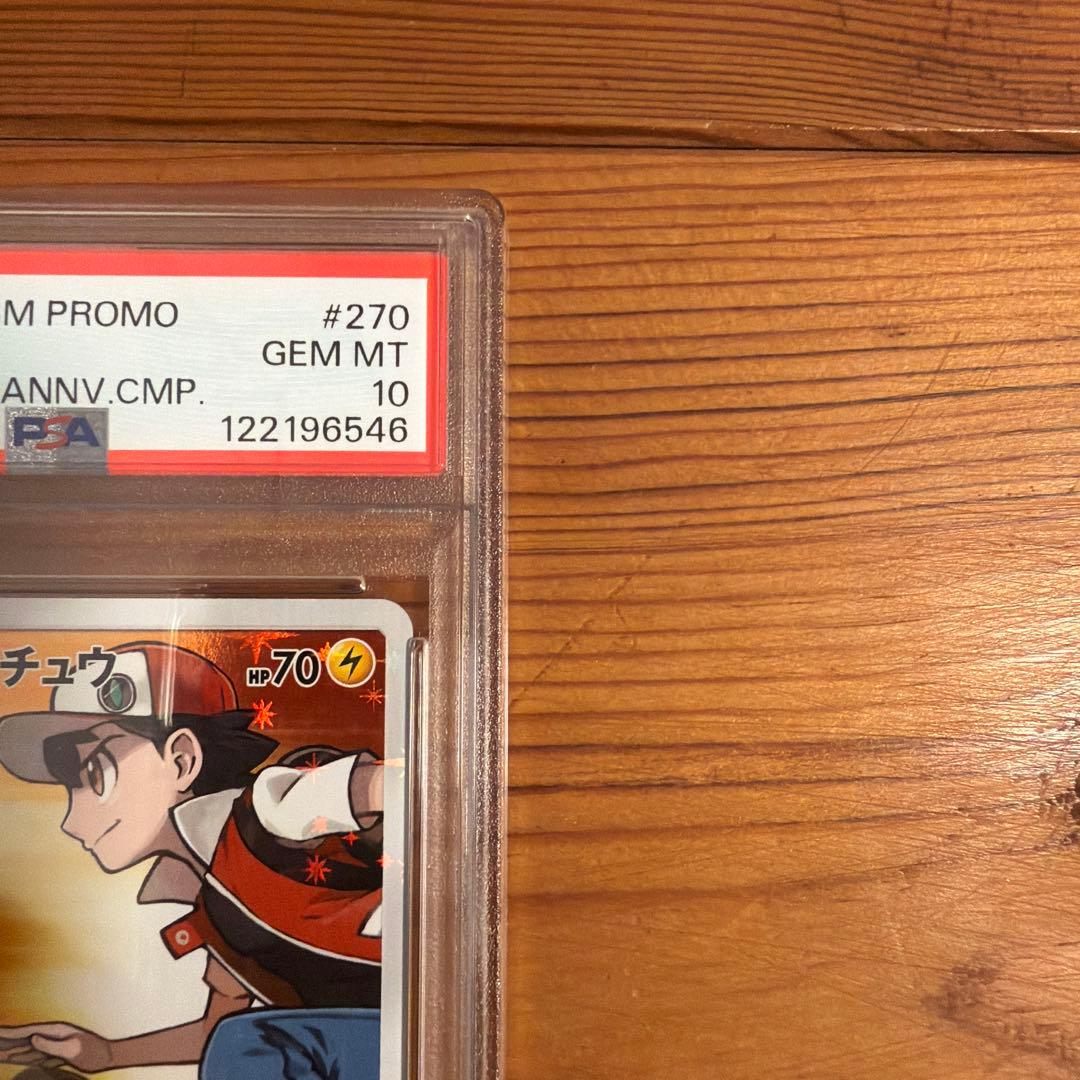 M PROMO #270
GEM MT
ANNV.CMP. 10
PSA 122196546
チュウ HP70